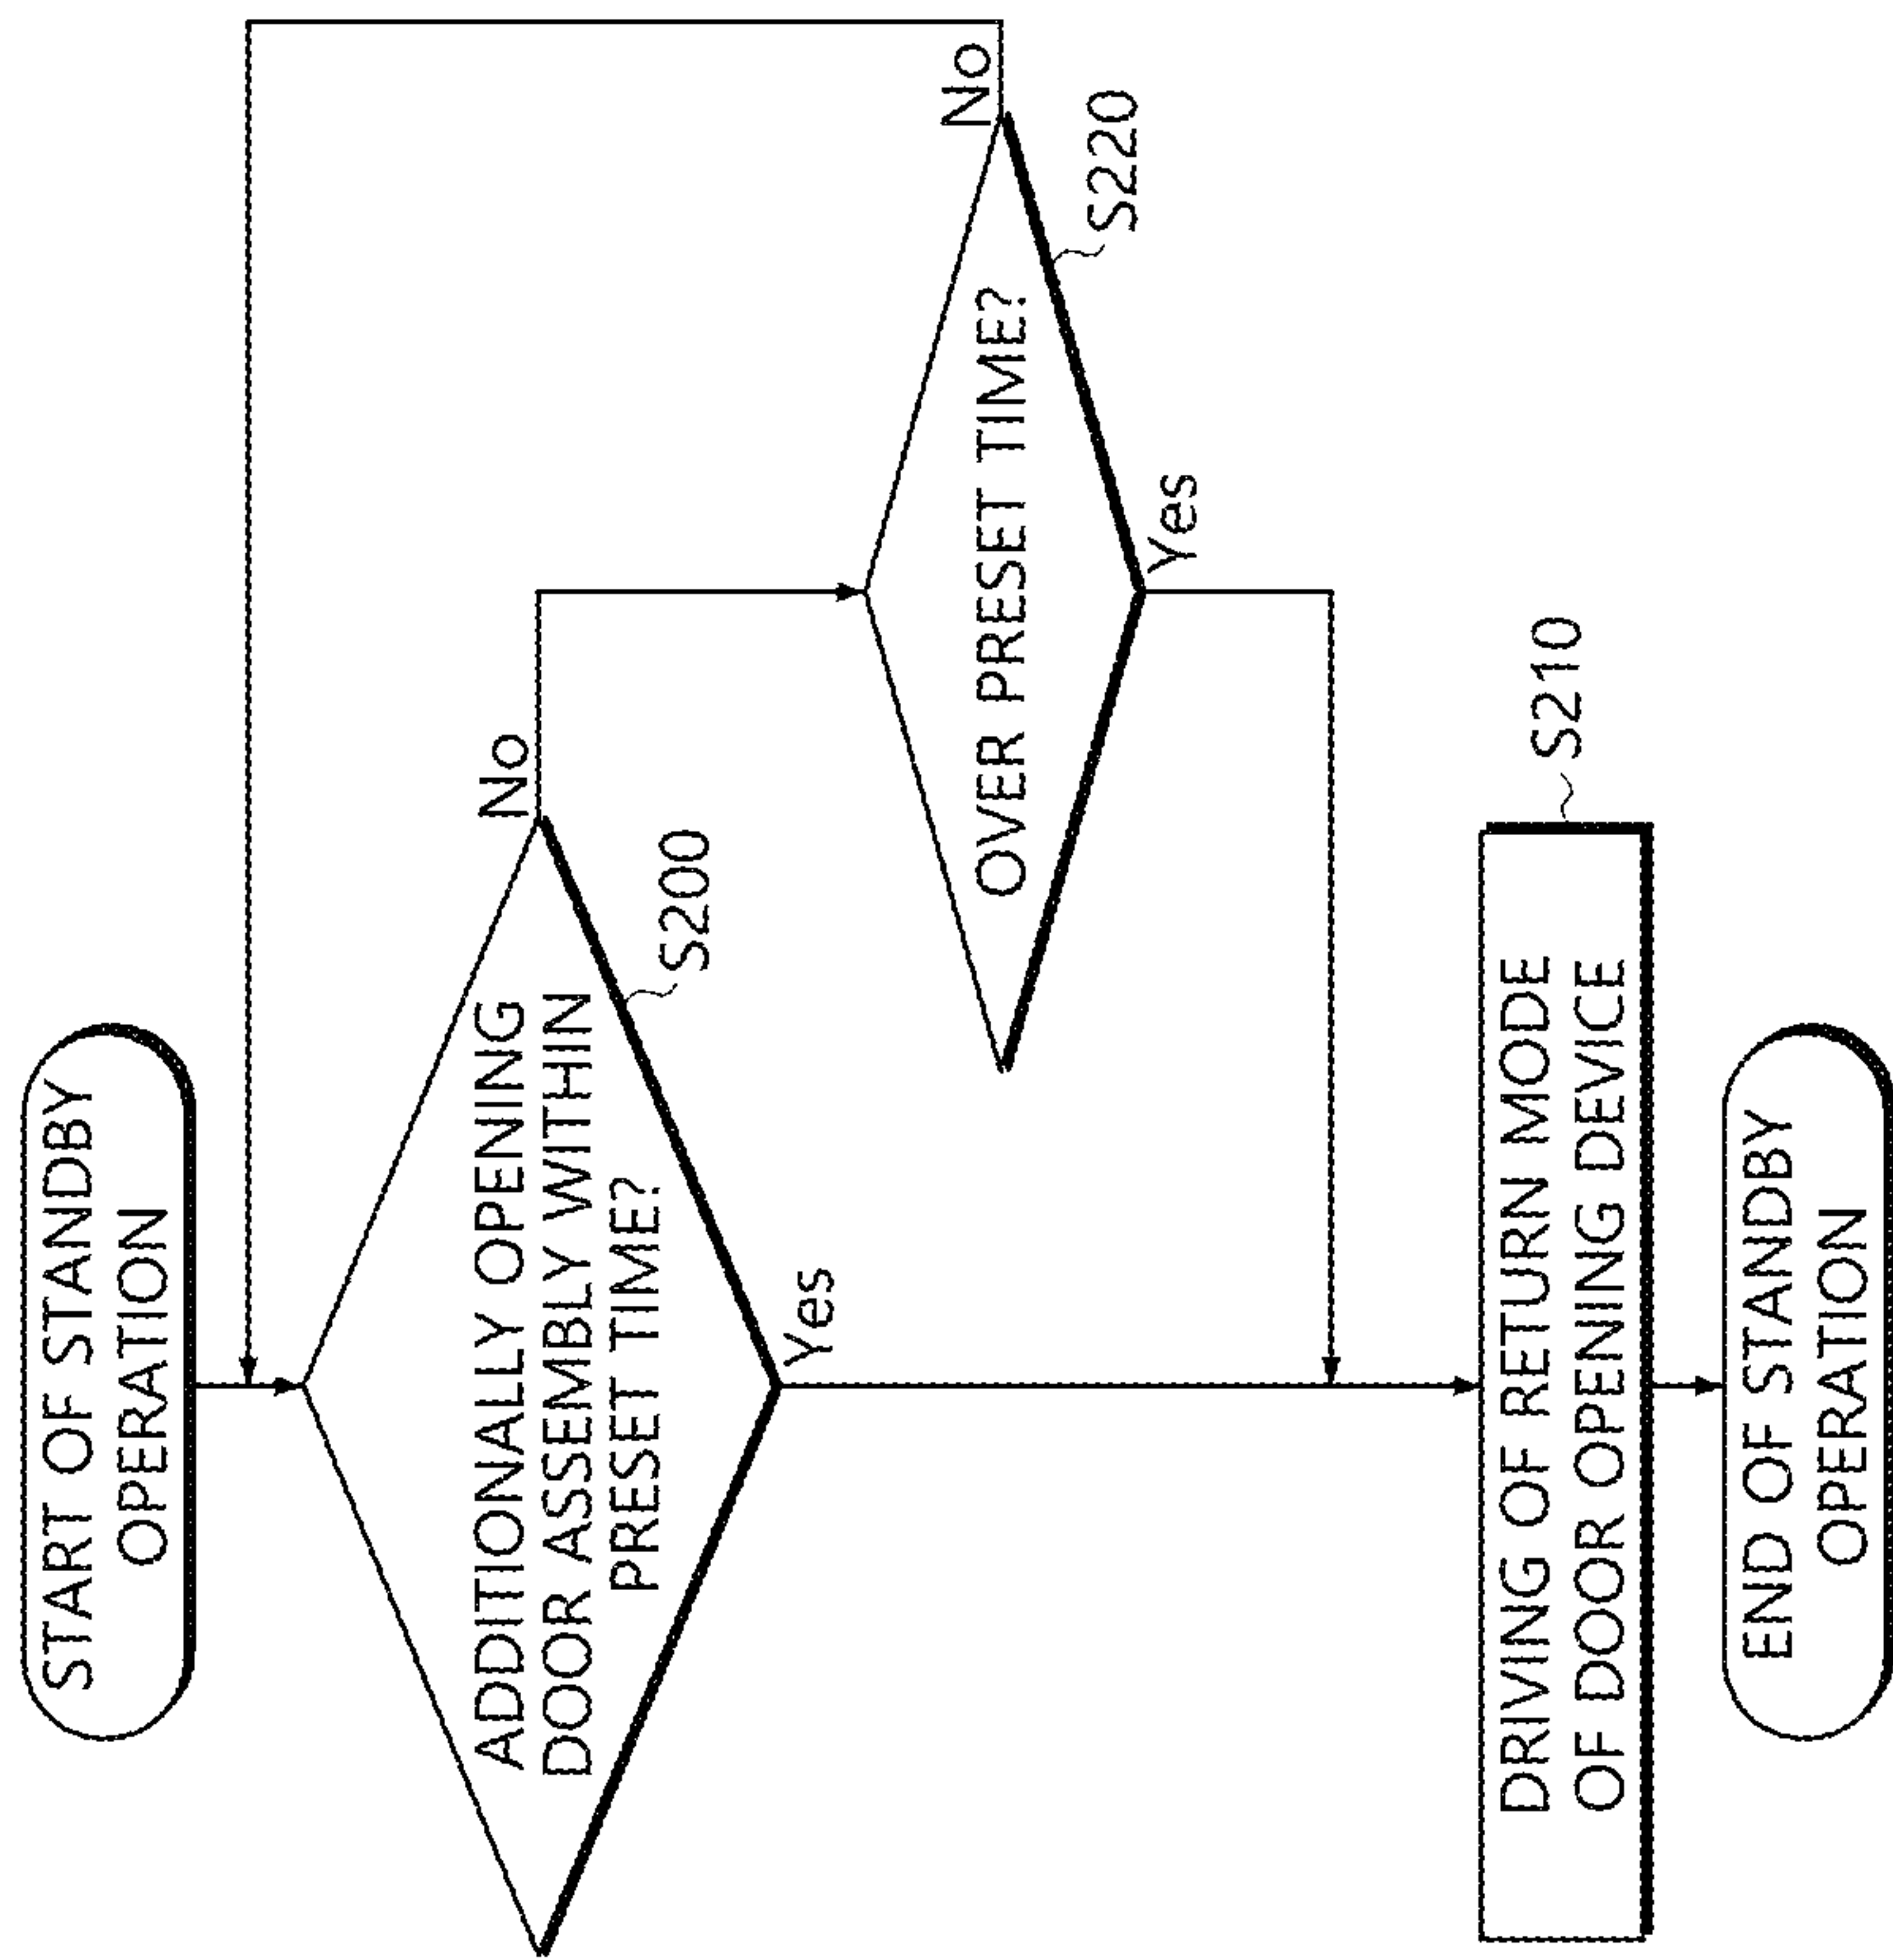 START OF STANDBY
OPERATION
ADDITIONALLY OPENING
DOOR ASSEMBLY WITHIN
PRESET TIME?
No
S200
Yes
OVER PRESET TIME?
No
S220
Yes
DRIVING OF RETURN MODE
OF DOOR OPENING DEVICE
S210
END OF STANDBY
OPERATION